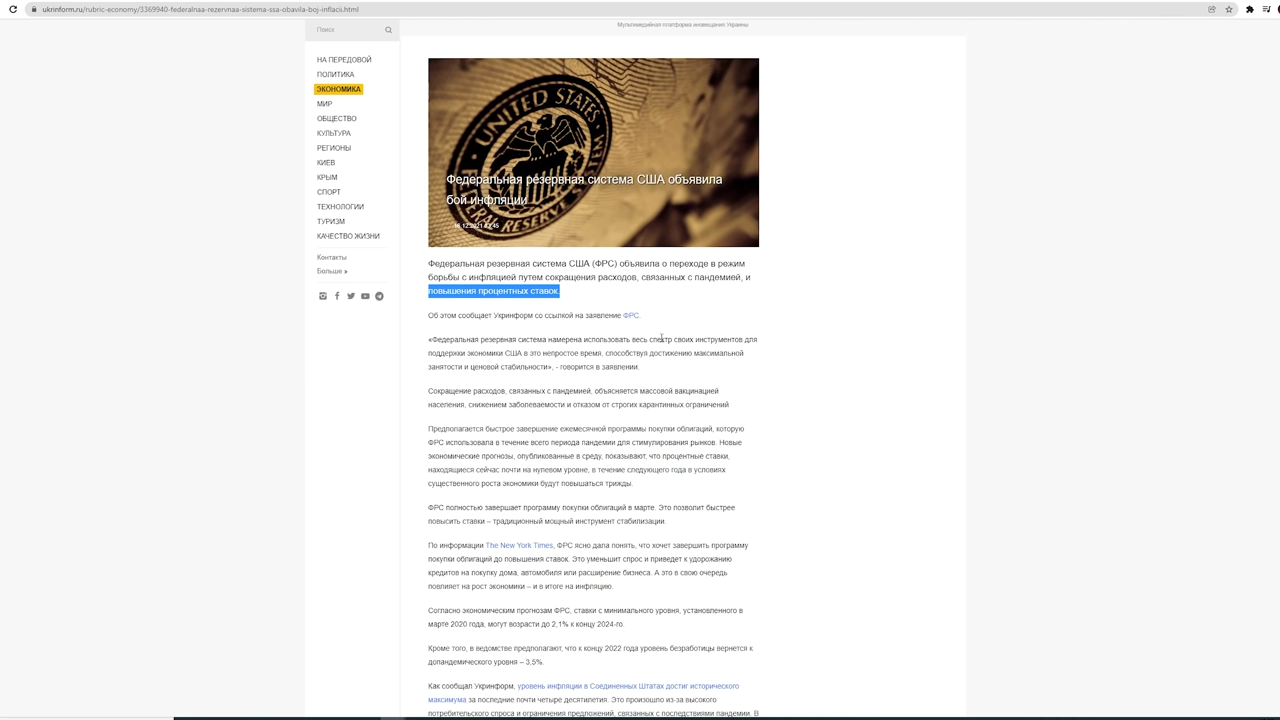 ukrinform.ru/rubric-economy/3369940-federalnaa-rezervnaa-sistema-ssa-obavila-boj-inflacii.html
Мультимедийная платформа иновещания Украины
Поиск
НА ПЕРЕДОВОЙ
ПОЛИТИКА
ЭКОНОМИКА
МИР
ОБЩЕСТВО
КУЛЬТУРА
РЕГИОНЫ
КИЕВ
КРЫМ
СПОРТ
ТЕХНОЛОГИИ
ТУРИЗМ
КАЧЕСТВО ЖИЗНИ
Контакты
Больше
UNITED STATES
FEDERAL RESERVE
Федеральная резервная система США объявила
бой инфляции
Федеральная резервная система США (ФРС) объявила о переходе в режим
борьбы с инфляцией путем сокращения расходов, связанных с пандемией, и
повышения процентных ставок.
Об этом сообщает Укринформ со ссылкой на заявление ФРС.
«Федеральная резервная система намерена использовать весь спектр своих инструментов для
поддержки экономики США в это непростое время, способствуя достижению максимальной
занятости и ценовой стабильности», - говорится в заявлении.
Сокращение расходов, связанных с пандемией, объясняется массовой вакцинацией
населения, снижением заболеваемости и отказом от строгих карантинных ограничений
Предполагается быстрое завершение ежемесячной программы покупки облигаций, которую
ФРС использовала в течение всего периода пандемии для стимулирования рынков. Новые
экономические прогнозы, опубликованные в среду, показывают, что процентные ставки,
находящиеся сейчас почти на нулевом уровне, в течение следующего года в условиях
существенного роста экономики будут повышаться трижды.
ФРС полностью завершает программу покупки облигаций в марте. Это позволит быстрее
повысить ставки – традиционный мощный инструмент стабилизации.
По информации The New York Times, ФРС ясно дала понять, что хочет завершить программу
покупки облигаций до повышения ставок. Это уменьшит спрос и приведет к удорожанию
кредитов на покупку дома, автомобиля или расширение бизнеса. А это в свою очередь
повлияет на рост экономики – и в итоге на инфляцию.
Согласно экономическим прогнозам ФРС, ставки с минимального уровня, установленного в
марте 2020 года, могут возрасти до 2,1% к концу 2024-го.
Кроме того, в ведомстве предполагают, что к концу 2022 года уровень безработицы вернется к
допандемического уровня – 3,5%.
Как сообщал Укринформ, уровень инфляции в Соединенных Штатах достиг исторического
максимума за последние почти четыре десятилетия. Это произошло из-за высокого
потребительского спроса и ограничения предложений, связанных с последствиями пандемии. В